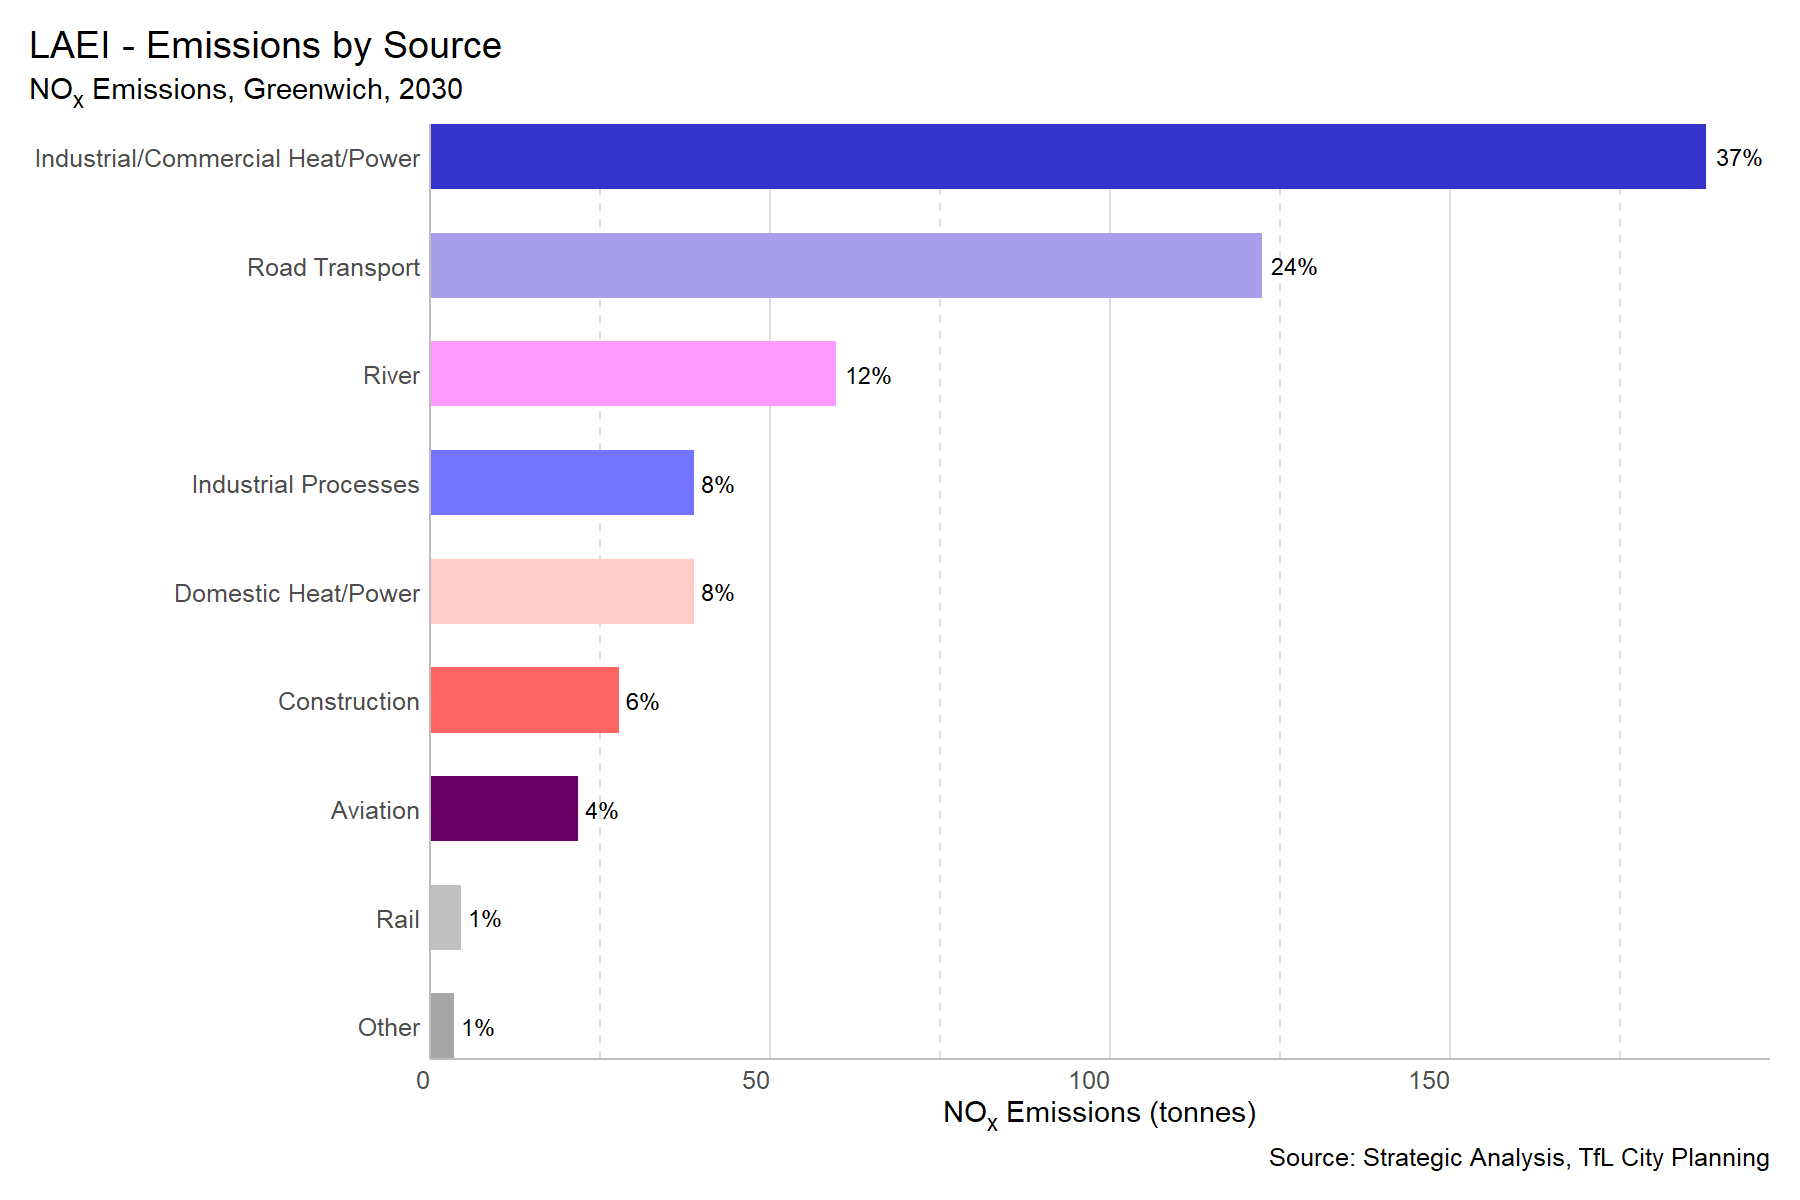 LAEI - Emissions by Source
NOx Emissions, Greenwich, 2030
Industrial/Commercial Heat/Power 37%
Road Transport 24%
River 12%
Industrial Processes 8%
Domestic Heat/Power 8%
Construction 6%
Aviation 4%
Rail 1%
Other 1%
0 50 100 150
NOx Emissions (tonnes)
Source: Strategic Analysis, TfL City Planning